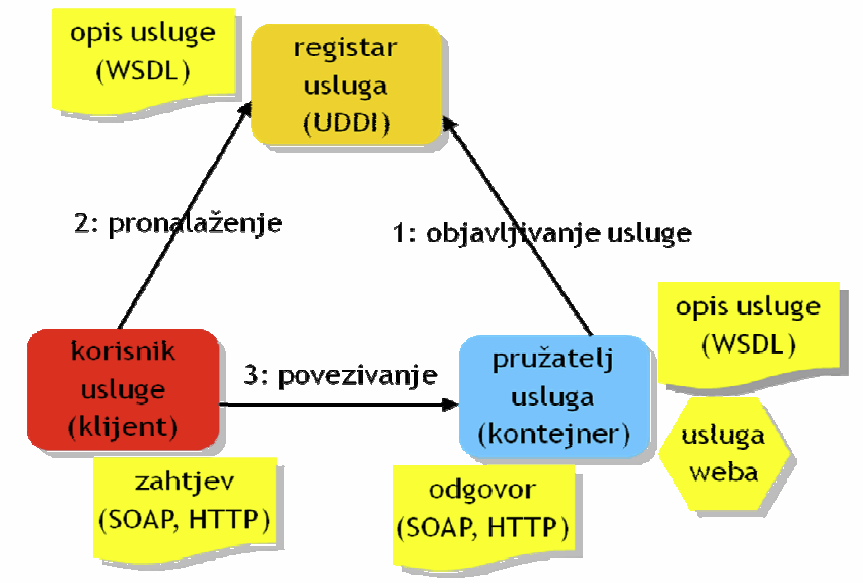 opis usluge
(WSDL)
registar
usluga
(UDDI)
2: pronalaženje
1: objavljivanje usluge
opis usluge
(WSDL)
korisnik
usluge
(klijent)
3: povezivanje
pružatelj
usluga
(kontejner)
usluga
weba
zahtjev
(SOAP, HTTP)
odgovor
(SOAP, HTTP)